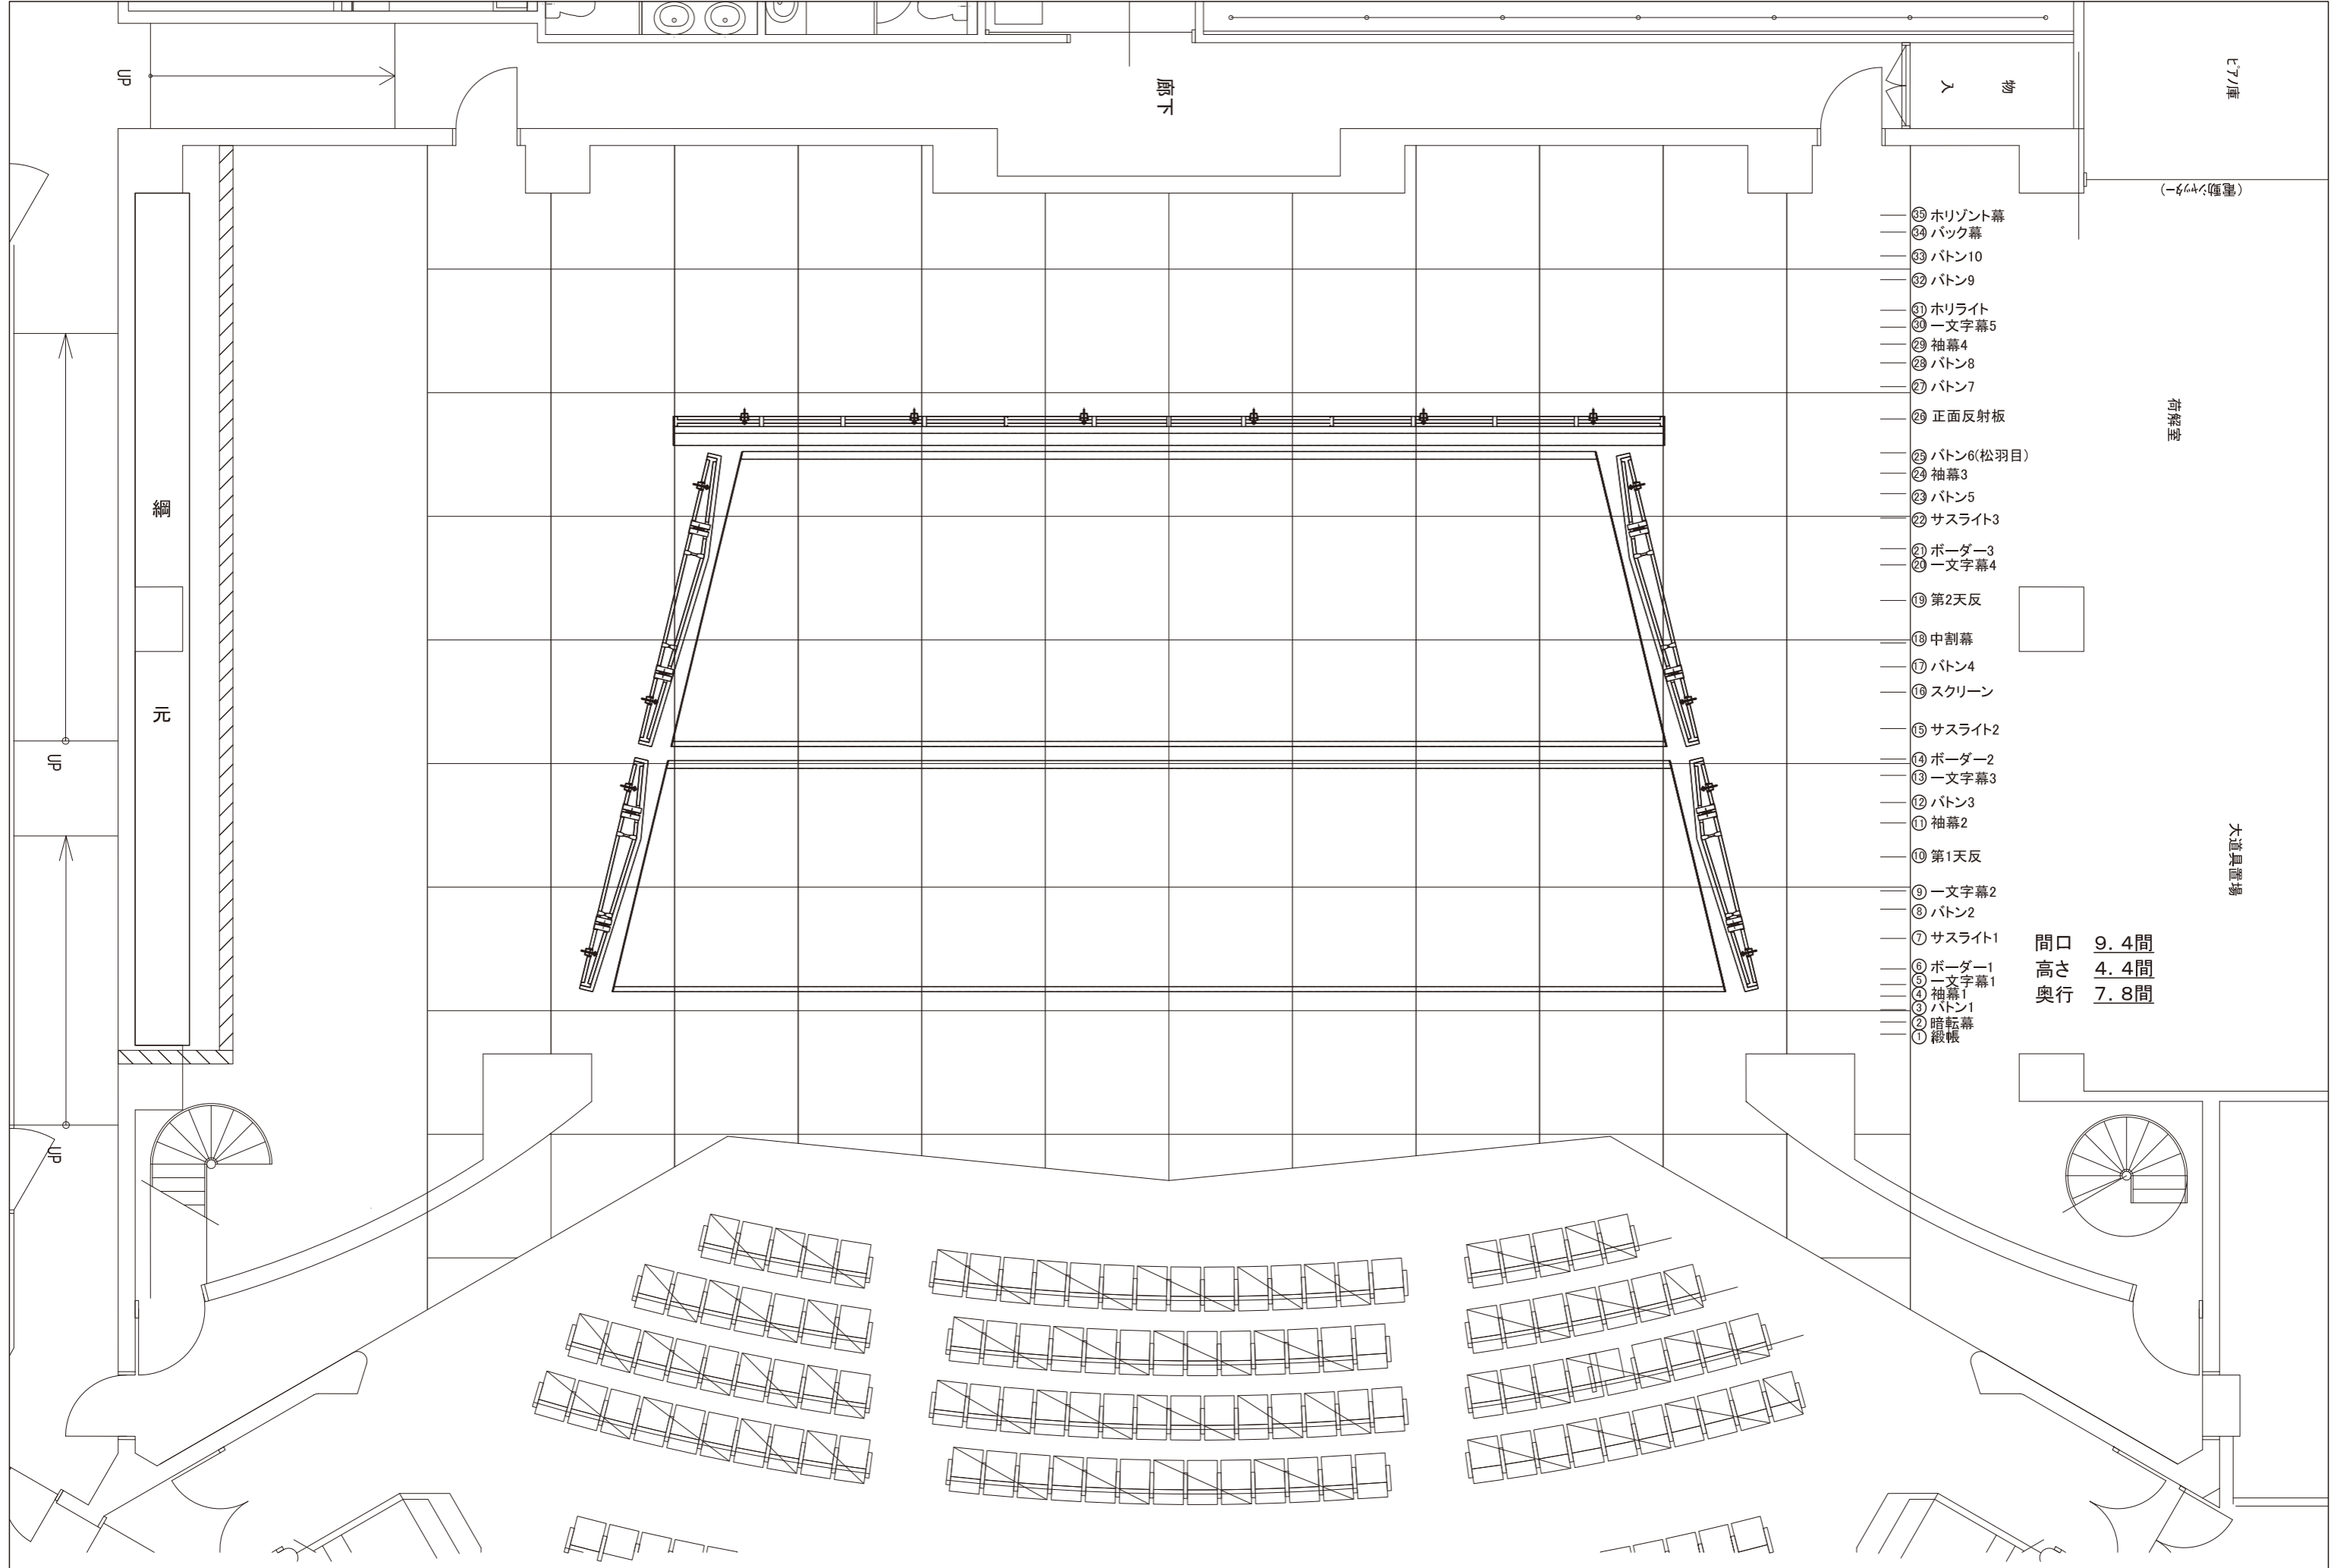 UP
廊下
物入
ピアノ庫
(電動シャッター)
㉟ ホリゾント幕
㉞ バック幕
㉝ バトン10
㉜ バトン9
㉛ ホリライト
㉚ 一文字幕5
㉙ 袖幕4
㉘ バトン8
㉗ バトン7
㉖ 正面反射板
荷解室
㉕ バトン6(松羽目)
㉔ 袖幕3
㉓ バトン5
㉒ サスライト3
㉑ ボーダー3
⑳ 一文字幕4
⑲ 第2天反
⑱ 中割幕
⑰ バトン4
⑯ スクリーン
⑮ サスライト2
⑭ ボーダー2
⑬ 一文字幕3
⑫ バトン3
⑪ 袖幕2
⑩ 第1天反
⑨ 一文字幕2
⑧ バトン2
⑦ サスライト1
⑥ ボーダー1
⑤ 一文字幕1
④ 袖幕1
③ バトン1
② 暗転幕
① 緞帳
綱元
UP
UP
大道具置場
間口 9.4間
高さ 4.4間
奥行 7.8間